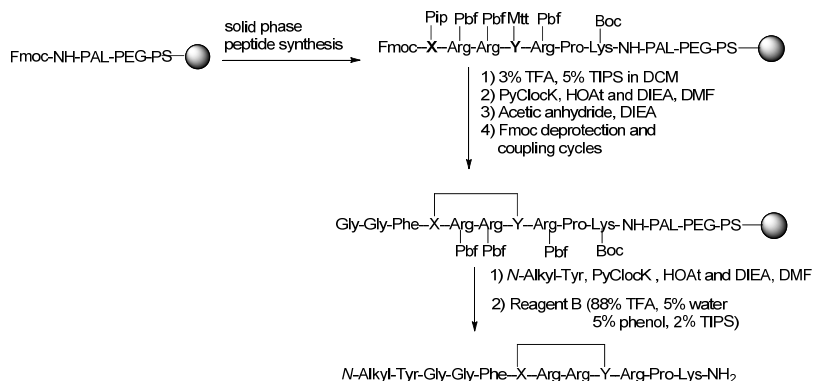 solid phase
peptide synthesis
Fmoc-NH-PAL-PEG-PS
Pip Pbf Pbf Mtt Pbf Boc
Fmoc–X–Arg–Arg–Y–Arg-Pro-Lys-NH-PAL-PEG-PS
1) 3% TFA, 5% TIPS in DCM
2) PyClocK, HOAt and DIEA, DMF
3) Acetic anhydride, DIEA
4) Fmoc deprotection and
coupling cycles
Gly-Gly-Phe–X–Arg-Arg–Y–Arg-Pro-Lys–NH-PAL-PEG-PS
Pbf Pbf Pbf Boc
1) N-Alkyl-Tyr, PyClocK , HOAt and DIEA, DMF
2) Reagent B (88% TFA, 5% water
5% phenol, 2% TIPS)
N-Alkyl-Tyr-Gly-Gly-Phe–X–Arg-Arg–Y–Arg-Pro-Lys-NH2